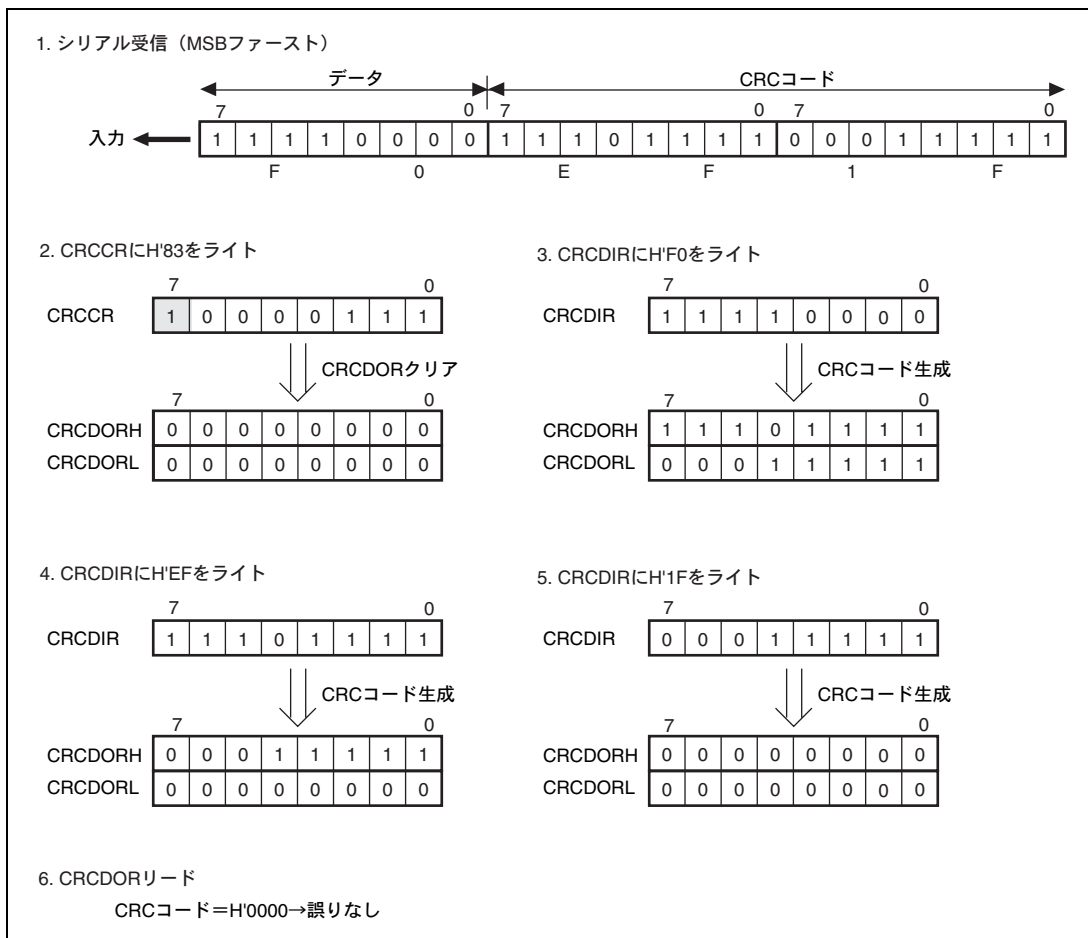 1. シリアル受信（MSBファースト）
データ CRCコード
7 0 7 0 7 0
入力 1 1 1 1 0 0 0 0 1 1 1 0 1 1 1 1 0 0 0 1 1 1 1 1
F 0 E F 1 F
2. CRCCRにH'83をライト
7 0
CRCCR 1 0 0 0 0 1 1 1
CRCDORクリア
7 0
CRCDORH 0 0 0 0 0 0 0 0
CRCDORL 0 0 0 0 0 0 0 0
3. CRCDIRにH'F0をライト
7 0
CRCDIR 1 1 1 1 0 0 0 0
CRCコード生成
7 0
CRCDORH 1 1 1 0 1 1 1 1
CRCDORL 0 0 0 1 1 1 1 1
4. CRCDIRにH'EFをライト
7 0
CRCDIR 1 1 1 0 1 1 1 1
CRCコード生成
7 0
CRCDORH 0 0 0 1 1 1 1 1
CRCDORL 0 0 0 0 0 0 0 0
5. CRCDIRにH'1Fをライト
7 0
CRCDIR 0 0 0 1 1 1 1 1
CRCコード生成
7 0
CRCDORH 0 0 0 0 0 0 0 0
CRCDORL 0 0 0 0 0 0 0 0
6. CRCDORリード
CRCコード＝H'0000→誤りなし